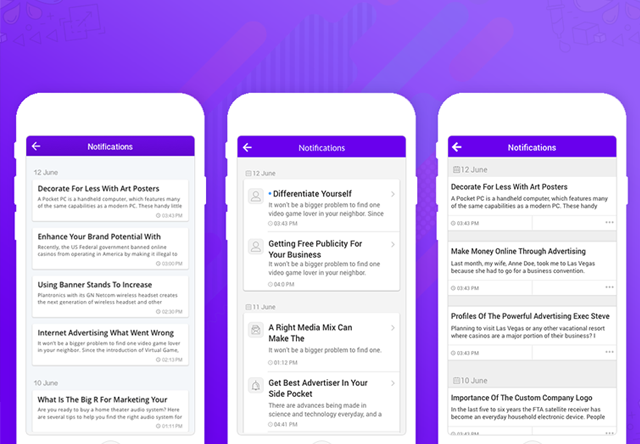 Notifications
12 June
Decorate For Less With Art Posters
A Pocket PC is a handheld computer, which features many
of the same capabilities as a modern PC. These handy little
03:43 PM
Enhance Your Brand Potential With
Recently, the US Federal government banned online
casinos from operating in America by making it illegal to
03:00 PM
Using Banner Stands To Increase
Plantronics with its GN Netcom wireless headset creates
the next generation of wireless headset and other
02:30 PM
Internet Advertising What Went Wrong
It won't be a bigger problem to find one video game lover
in your neighbor. Since the introduction of Virtual Game,
02:13 PM
10 June
What Is The Big R For Marketing Your
Are you ready to buy a home theater audio system? Here
are several tips to help you find the right audio system for
01:11 PM
Notifications
12 June
Differentiate Yourself
It won't be a bigger problem to find one
video game lover in your neighbor. Since
03:43 PM
Getting Free Publicity For
Your Business
It won't be a bigger problem to find one
video game lover in your neighbor.
04:0 PM
11 June
A Right Media Mix Can
Make The
It won't be a bigger problem to find one.
01:12 PM
Get Best Advertiser In Your
Side Pocket
There are advances being made in
science and technology everyday, and a
04:41 PM
Notifications
12 June
Decorate For Less With Art Posters
A Pocket PC is a handheld computer, which features
many of the same capabilities as a modern PC. These handy
03:43 PM
Make Money Online Through Advertising
Last month, my wife, Anne Doe, took me to Las Vegas
because she had to go for a business convention.
03:43 PM
Profiles Of The Powerful Advertising Exec Steve
Planning to visit Las Vegas or any other vacational resort
where casinos are a major portion of their business? I
03:43 PM
10 June
Importance Of The Custom Company Logo
In the last five to six years the FTA satellite receiver has
become an everyday household electronic device. People